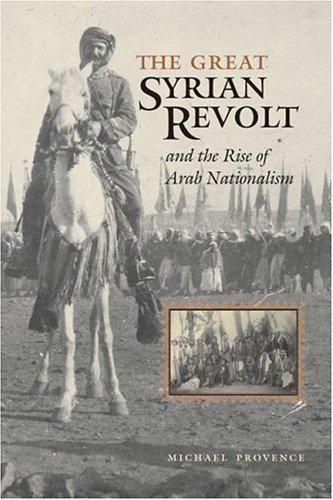 THE GREAT
SYRIAN
REVOLT
and the Rise of
Arab Nationalism
MICHAEL PROVENCE